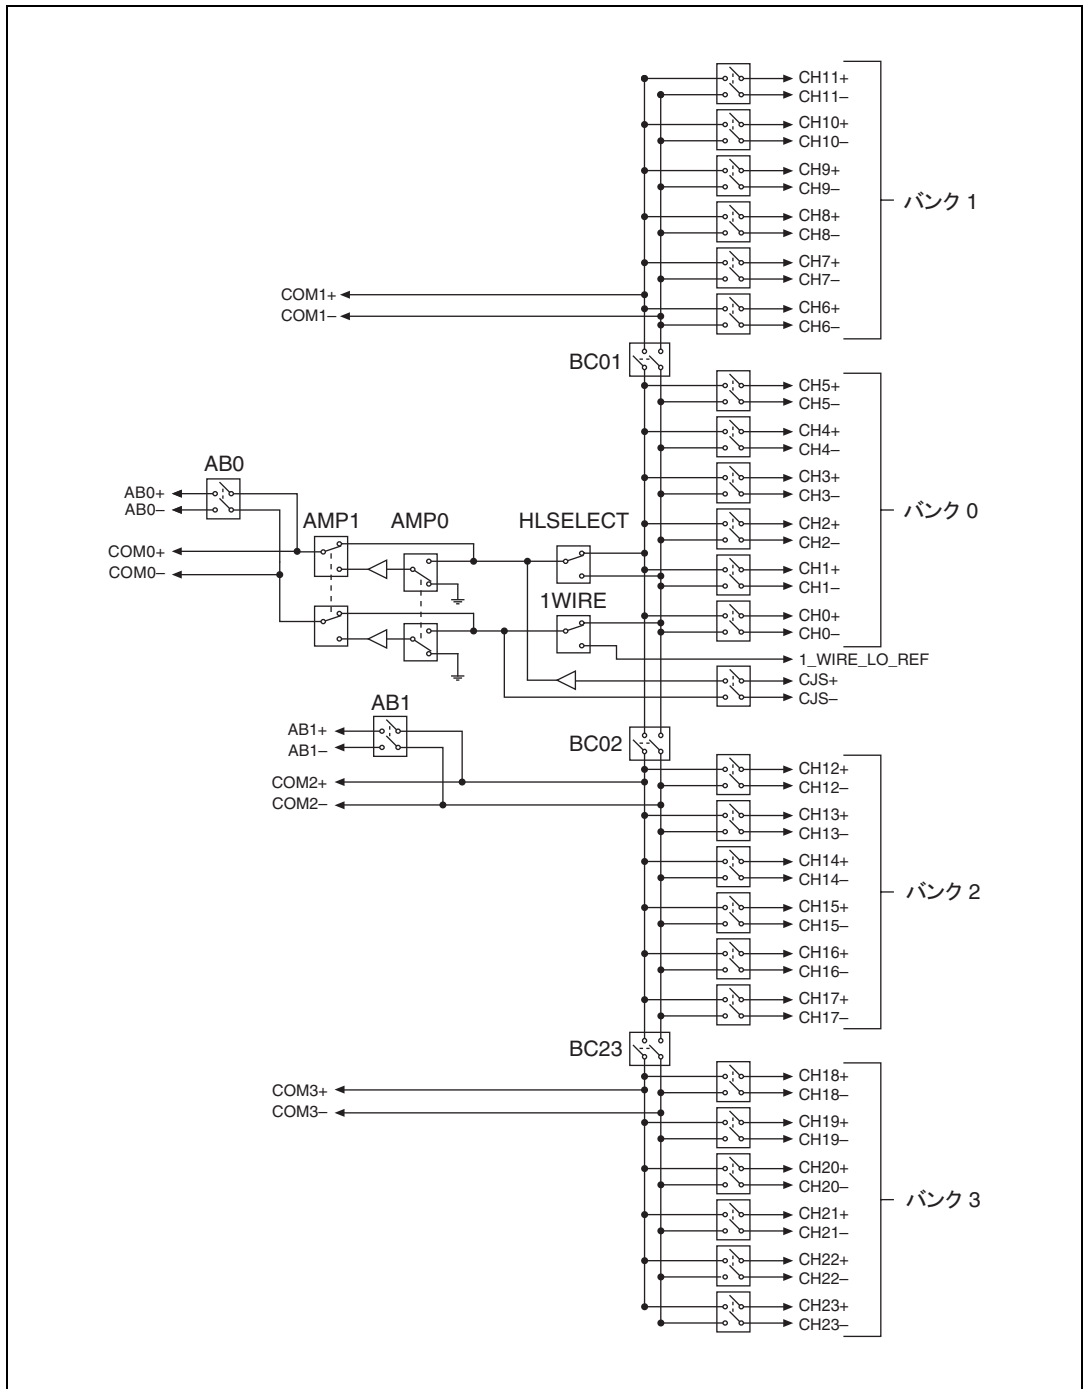 CH11+
CH11–
CH10+
CH10–
CH9+
CH9–
CH8+
CH8–
バンク 1
CH7+
CH7–
COM1+
COM1–
CH6+
CH6–
BC01
CH5+
CH5–
CH4+
CH4–
AB0
AB0+
AB0–
CH3+
CH3–
バンク 0
AMP1
AMP0
HLSELECT
CH2+
CH2–
COM0+
COM0–
CH1+
CH1–
1WIRE
CH0+
CH0–
1_WIRE_LO_REF
CJS+
CJS–
AB1
AB1+
AB1–
BC02
COM2+
COM2–
CH12+
CH12–
CH13+
CH13–
CH14+
CH14–
バンク 2
CH15+
CH15–
CH16+
CH16–
CH17+
CH17–
BC23
COM3+
COM3–
CH18+
CH18–
CH19+
CH19–
CH20+
CH20–
バンク 3
CH21+
CH21–
CH22+
CH22–
CH23+
CH23–